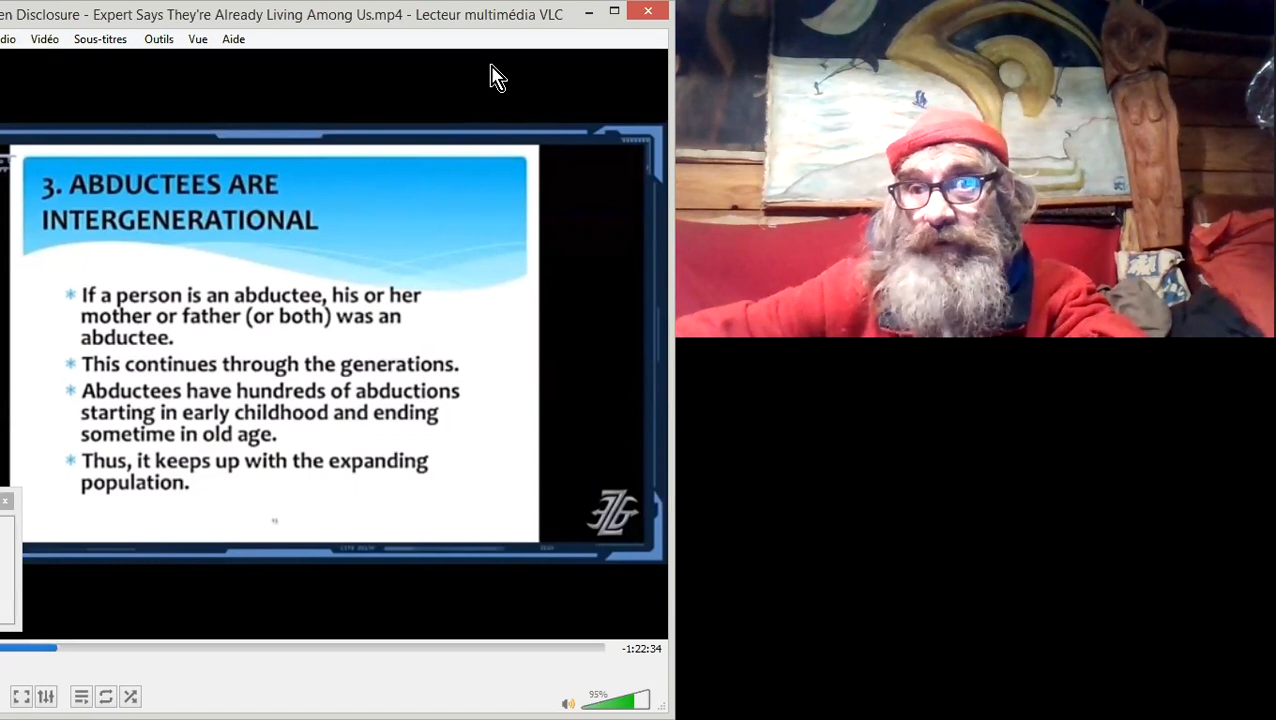 en Disclosure - Expert Says They're Already Living Among Us.mp4 - Lecteur multimédia VLC
dio Vidéo Sous-titres Outils Vue Aide
3. ABDUCTEES ARE
INTERGENERATIONAL
* If a person is an abductee, his or her
mother or father (or both) was an
abductee.
* This continues through the generations.
* Abductees have hundreds of abductions
starting in early childhood and ending
sometime in old age.
* Thus, it keeps up with the expanding
population.
-1:22:34
95%